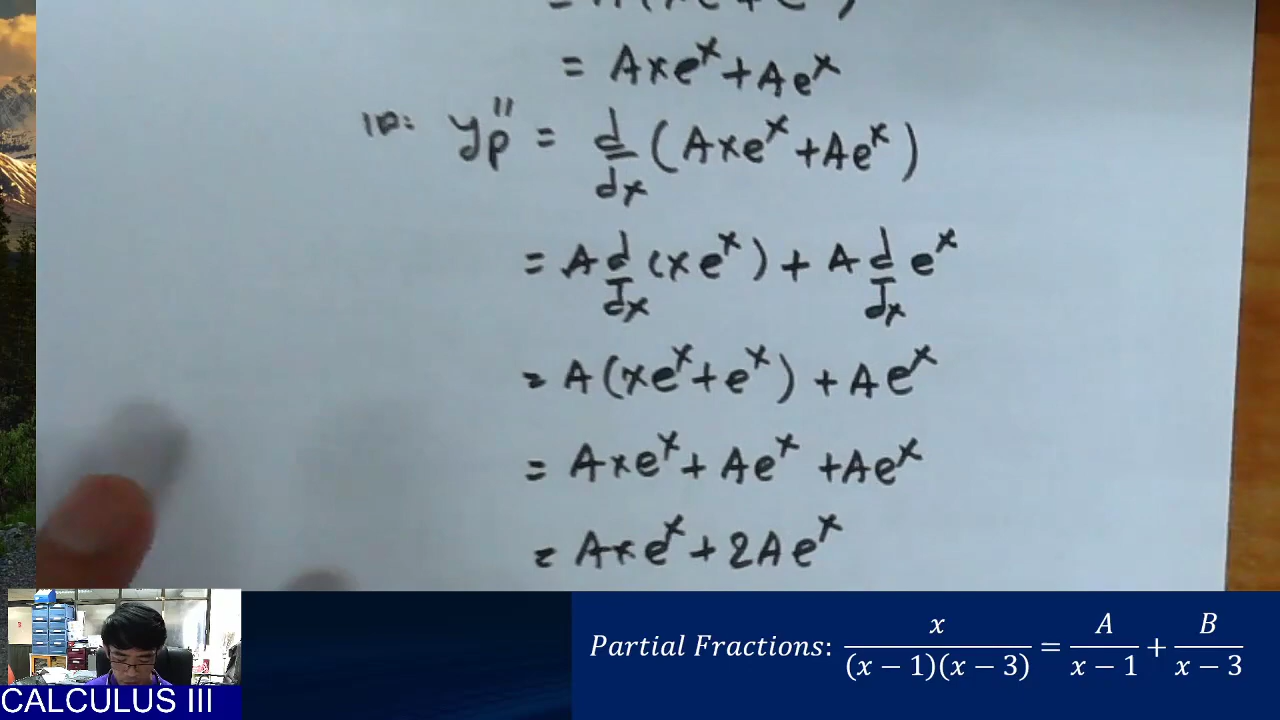 = Axe^x + Ae^x
10: y_p'' = d/dx (Axe^x + Ae^x)
= A d/dx (xe^x) + A d/dx e^x
= A(xe^x + e^x) + Ae^x
= Axe^x + Ae^x + Ae^x
= Axe^x + 2Ae^x
Partial Fractions: x/((x − 1)(x − 3)) = A/(x − 1) + B/(x − 3)
CALCULUS III